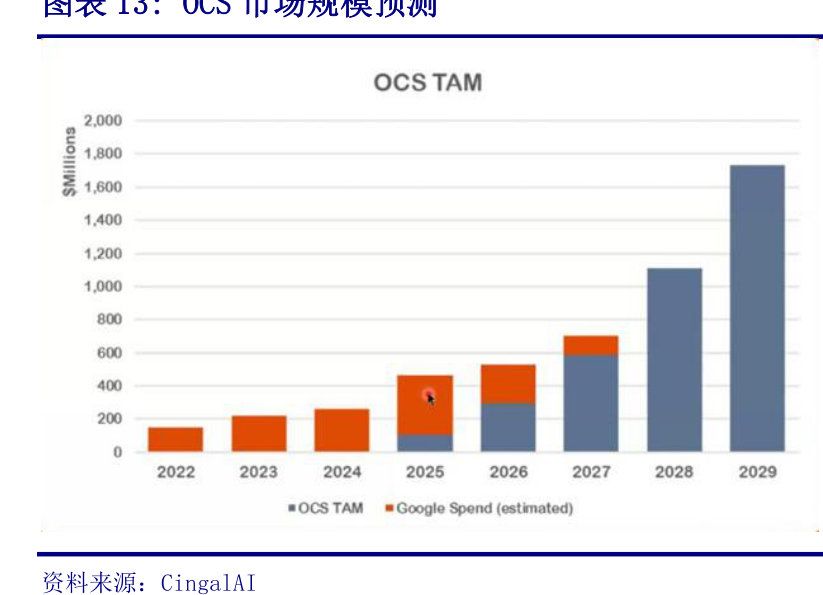 图表 13: OCS 市场规模预测
OCS TAM
$Millions
2,000
1,800
1,600
1,400
1,200
1,000
800
600
400
200
0
2022 2023 2024 2025 2026 2027 2028 2029
OCS TAM Google Spend (estimated)
资料来源：CingalAI